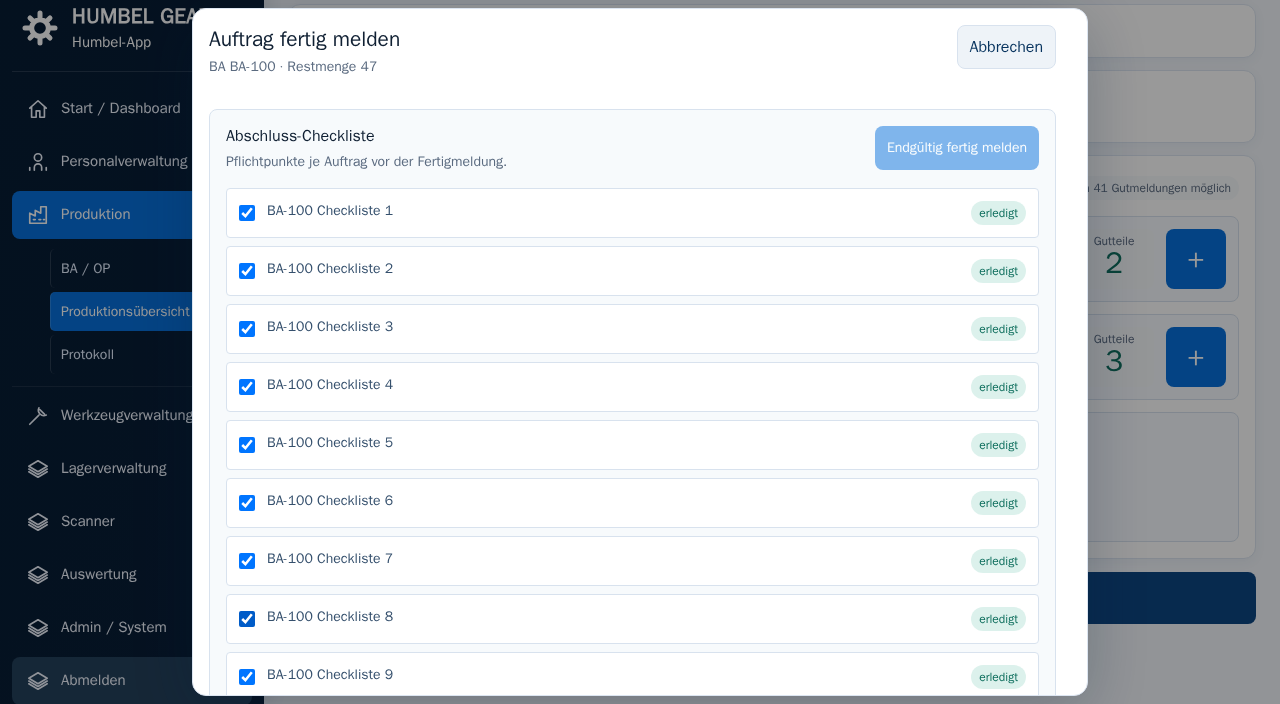 HUMBEL GEA
Humbel-App
Start / Dashboard
Personalverwaltung
Produktion
BA / OP
Produktionsübersicht
Protokoll
Werkzeugverwaltung
Lagerverwaltung
Scanner
Auswertung
Admin / System
Abmelden
Auftrag fertig melden
BA BA-100 · Restmenge 47
Abbrechen
Abschluss-Checkliste
Pflichtpunkte je Auftrag vor der Fertigmeldung.
Endgültig fertig melden
BA-100 Checkliste 1 erledigt
BA-100 Checkliste 2 erledigt
BA-100 Checkliste 3 erledigt
BA-100 Checkliste 4 erledigt
BA-100 Checkliste 5 erledigt
BA-100 Checkliste 6 erledigt
BA-100 Checkliste 7 erledigt
BA-100 Checkliste 8 erledigt
BA-100 Checkliste 9 erledigt
41 Gutmeldungen möglich
Gutteile
2
+
Gutteile
3
+